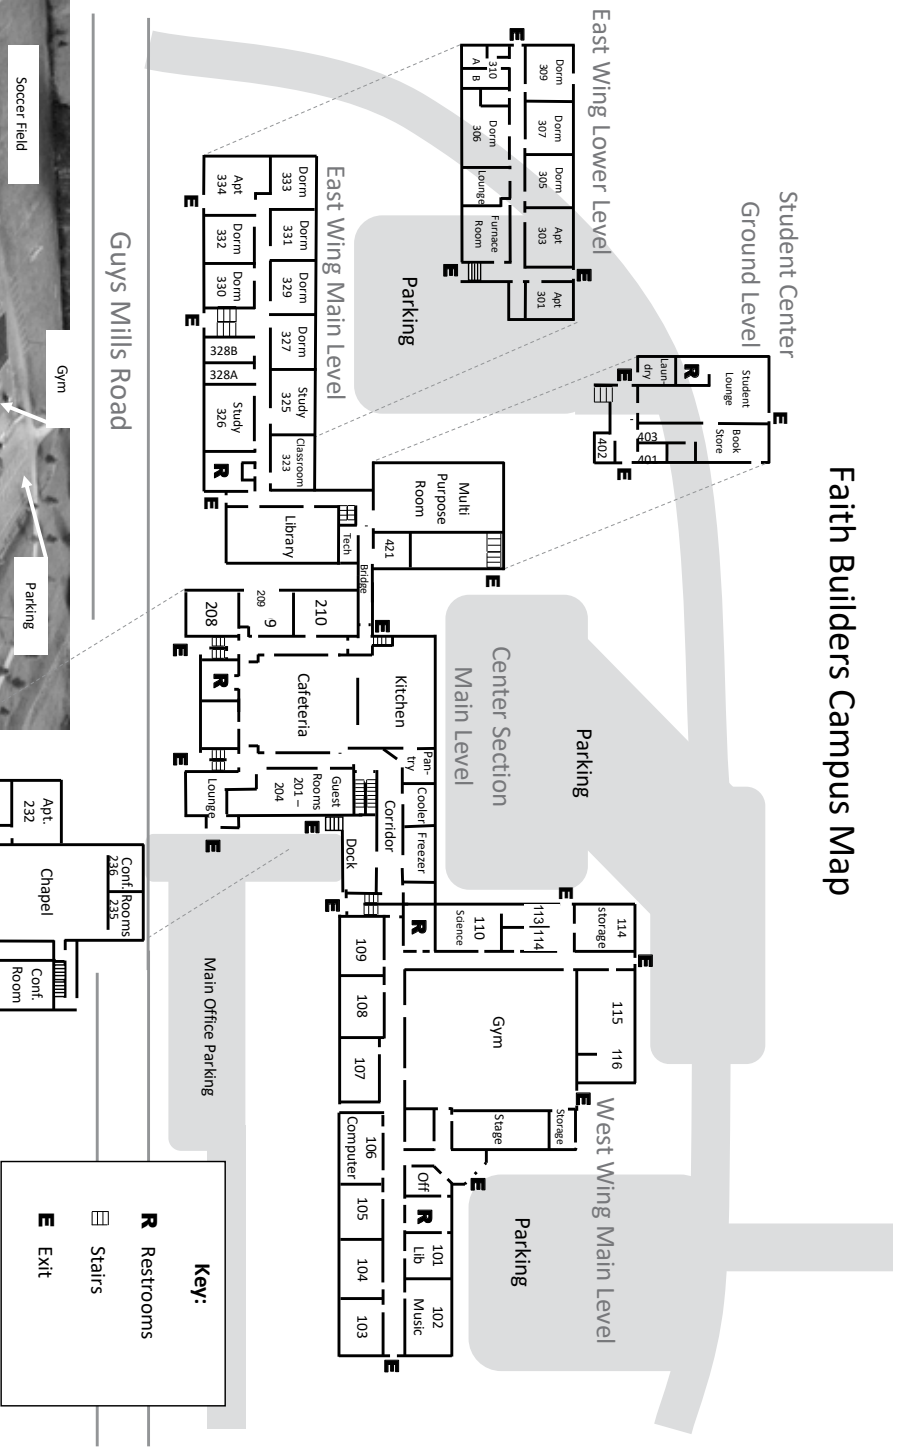 Faith Builders Campus Map
Student Center
Ground Level
Student
Lounge
Book
Store
R
Laun-
dry
E
E
E
403
401
402
East Wing Lower Level
E
Dorm
309
Dorm
307
Dorm
305
Apt
303
Apt
301
310
A
B
Dorm
306
Lounge
Furnace
Room
E
E
Parking
East Wing Main Level
Dorm
333
Dorm
331
Dorm
329
Dorm
327
Study
325
Classroom
323
Apt
334
Dorm
332
Dorm
330
328B
328A
Study
326
R
E
E
E
Multi
Purpose
Room
421
E
Library
Tech
Bridge
Center Section
Main Level
Parking
208
209
9
210
E
Kitchen
Cafeteria
E
R
E
Pan-
try
Cooler
Freezer
Corridor
Guest
Rooms
201 –
204
Lounge
E
E
Dock
E
West Wing Main Level
Parking
E
114
storage
E
113
114
110
Science
R
115
116
E
Gym
Storage
Stage
E
Off
R
101
Lib
102
Music
109
108
107
106
Computer
105
104
103
E
Guys Mills Road
Main Office Parking
Soccer Field
Gym
Parking
Apt.
232
Conf. Rooms
236
235
Chapel
Conf.
Room
Key:
R Restrooms
Stairs
E Exit